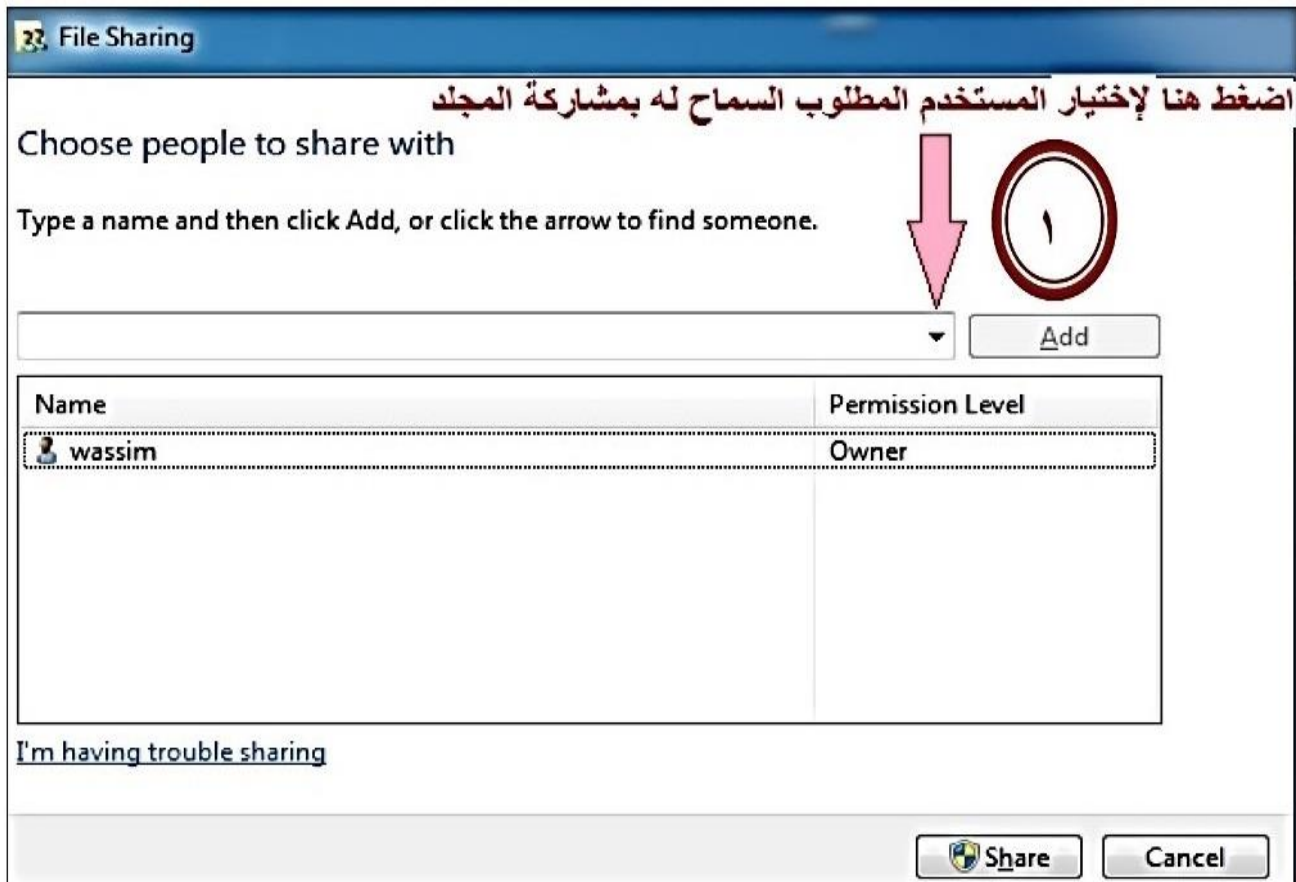 File Sharing
اضغط هنا لإختيار المستخدم المطلوب السماح له بمشاركة المجلد
Choose people to share with
Type a name and then click Add, or click the arrow to find someone.
١
Add
Name Permission Level
wassim Owner
I'm having trouble sharing
Share Cancel